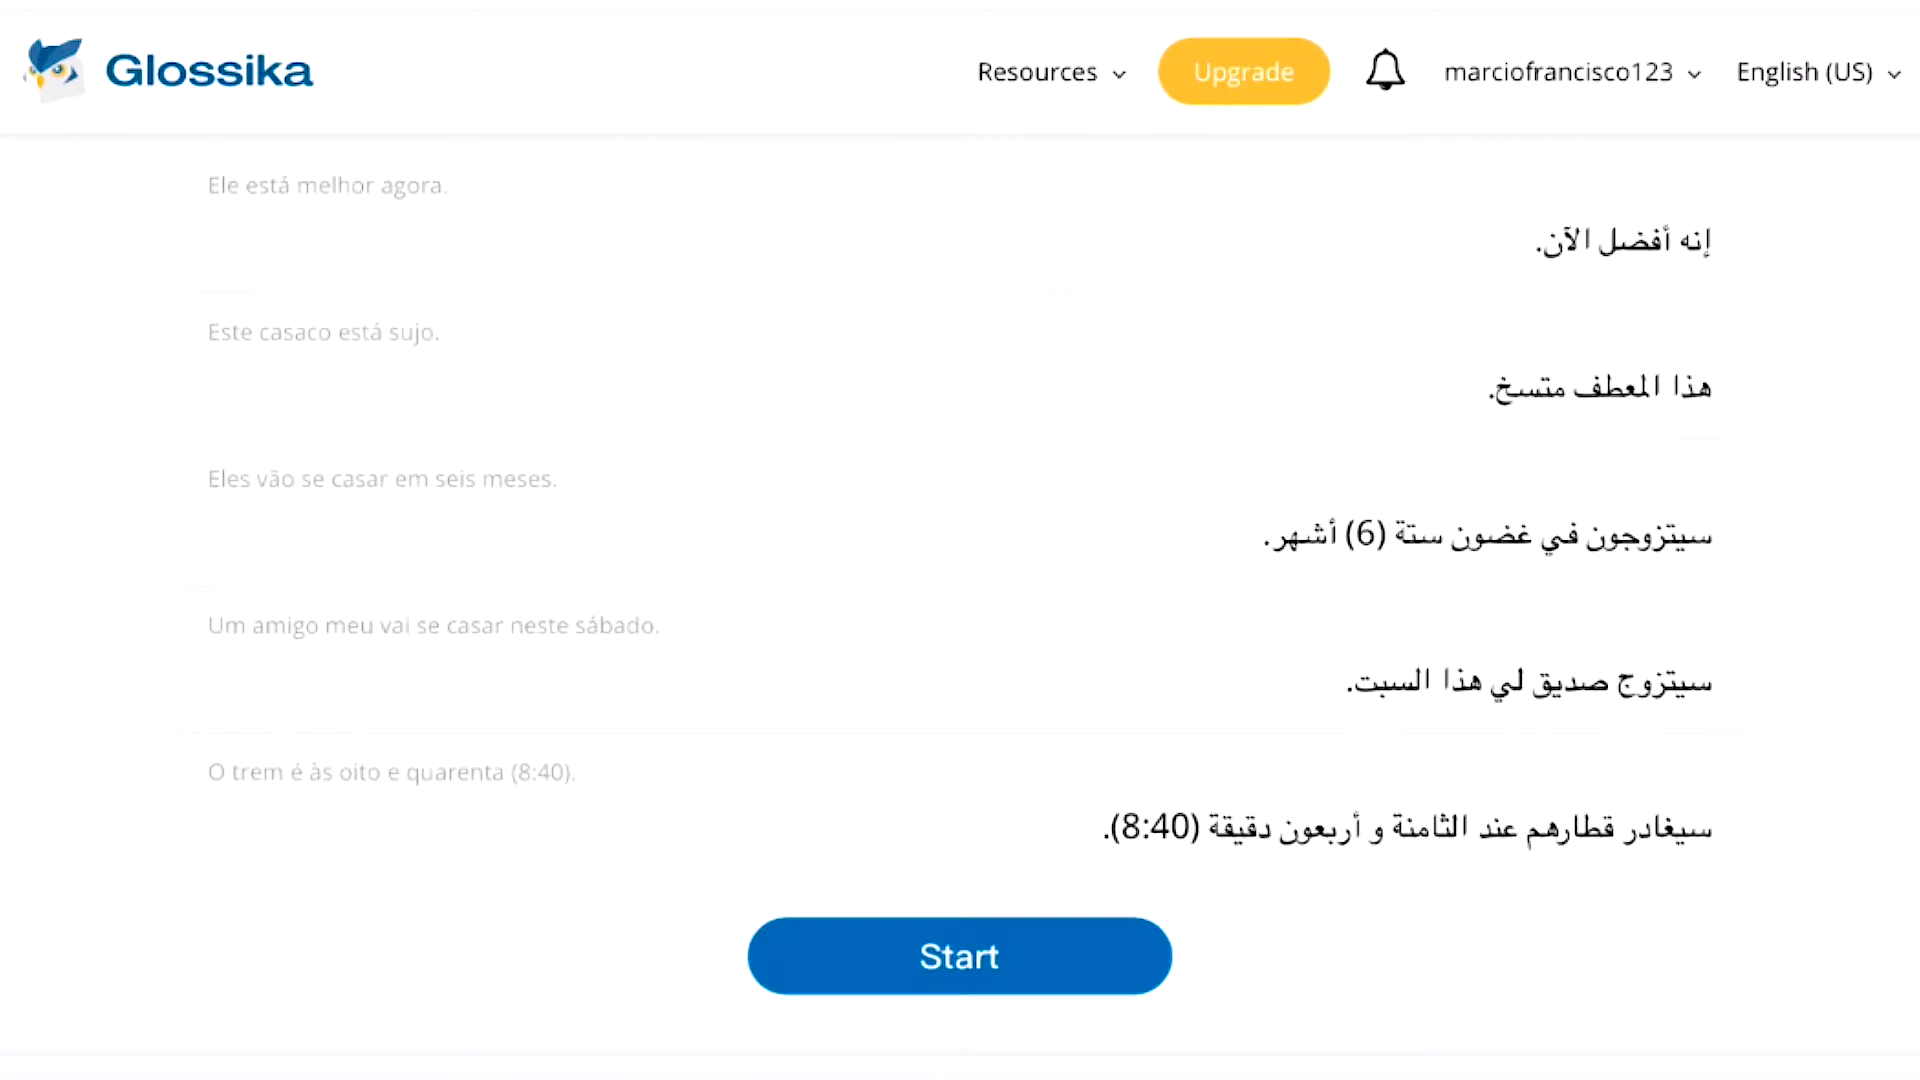 Glossika
Resources
Upgrade
marciofrancisco123
English (US)
Ele está melhor agora.
إنه أفضل الآن.
Este casaco está sujo.
هذا المعطف متسخ.
Eles vão se casar em seis meses.
سيتزوجون في غضون ستة (6) أشهر.
Um amigo meu vai se casar neste sábado.
سيتزوج صديق لي هذا السبت.
O trem é às oito e quarenta (8:40).
سيغادر قطارهم عند الثامنة و أربعون دقيقة (8:40).
Start